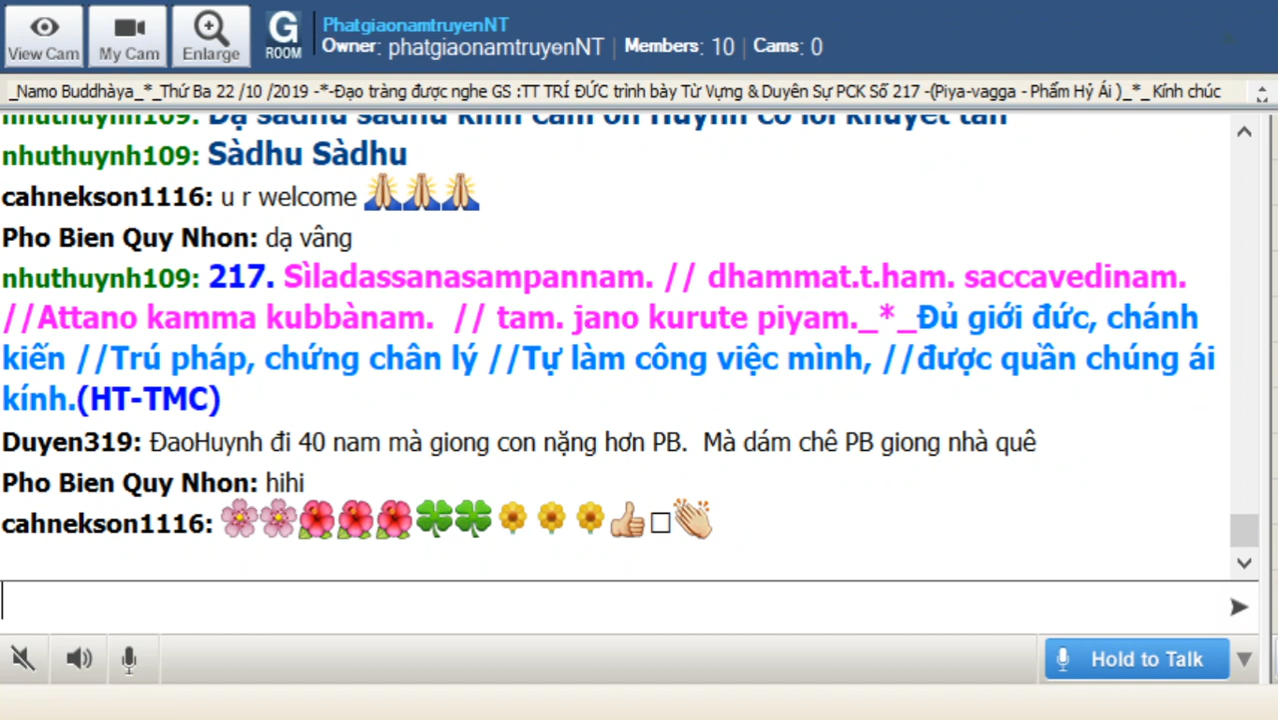 View Cam
My Cam
Enlarge
G
ROOM
PhatgiaonamtruyenNT
Owner: phatgiaonamtruyenNT | Members: 10 | Cams: 0
_Namo Buddhàya_*_Thứ Ba 22 /10 /2019 -*-Đạo tràng được nghe GS :TT TRÍ ĐỨC trình bày Từ Vựng & Duyên Sự PCK Số 217 -(Piya-vagga - Phẩm Hỷ Ái )_*_ Kính chúc
nhuthuynh109: Dạ sàdhu sàdhu kính
nhuthuynh109: Sàdhu Sàdhu
cahnekson1116: u r welcome 🙏🙏🙏
Pho Bien Quy Nhon: dạ vâng
nhuthuynh109: 217. Sìladassanasampannam. // dhammat.t.ham. saccavedinam.
//Attano kamma kubbànam. // tam. jano kurute piyam._*_Đủ giới đức, chánh
kiến //Trú pháp, chứng chân lý //Tự làm công việc mình, //được quần chúng ái
kính.(HT-TMC)
Duyen319: ĐaoHuynh đi 40 nam mà giong con nặng hơn PB. Mà dám chê PB giong nhà quê
Pho Bien Quy Nhon: hihi
cahnekson1116: 🌸🌸🌺🌺🌺🍀🍀🌼🌼🌼👍□👏
Hold to Talk